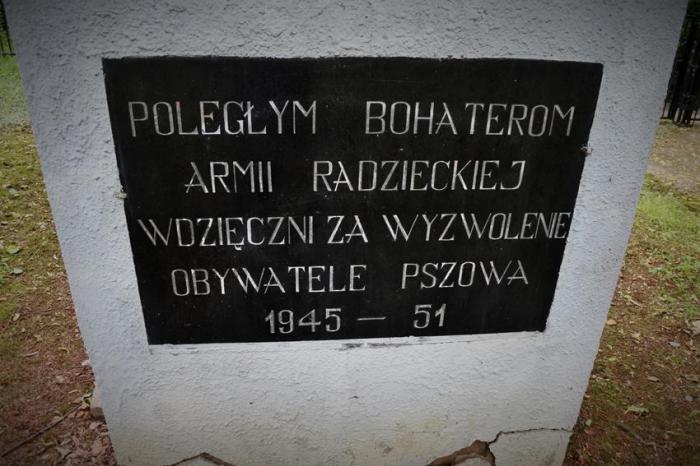 POLEGŁYM BOHATEROM
ARMII RADZIECKIEJ
WDZIĘCZNI ZA WYZWOLENIE
OBYWATELE PSZOWA
1945 — 51